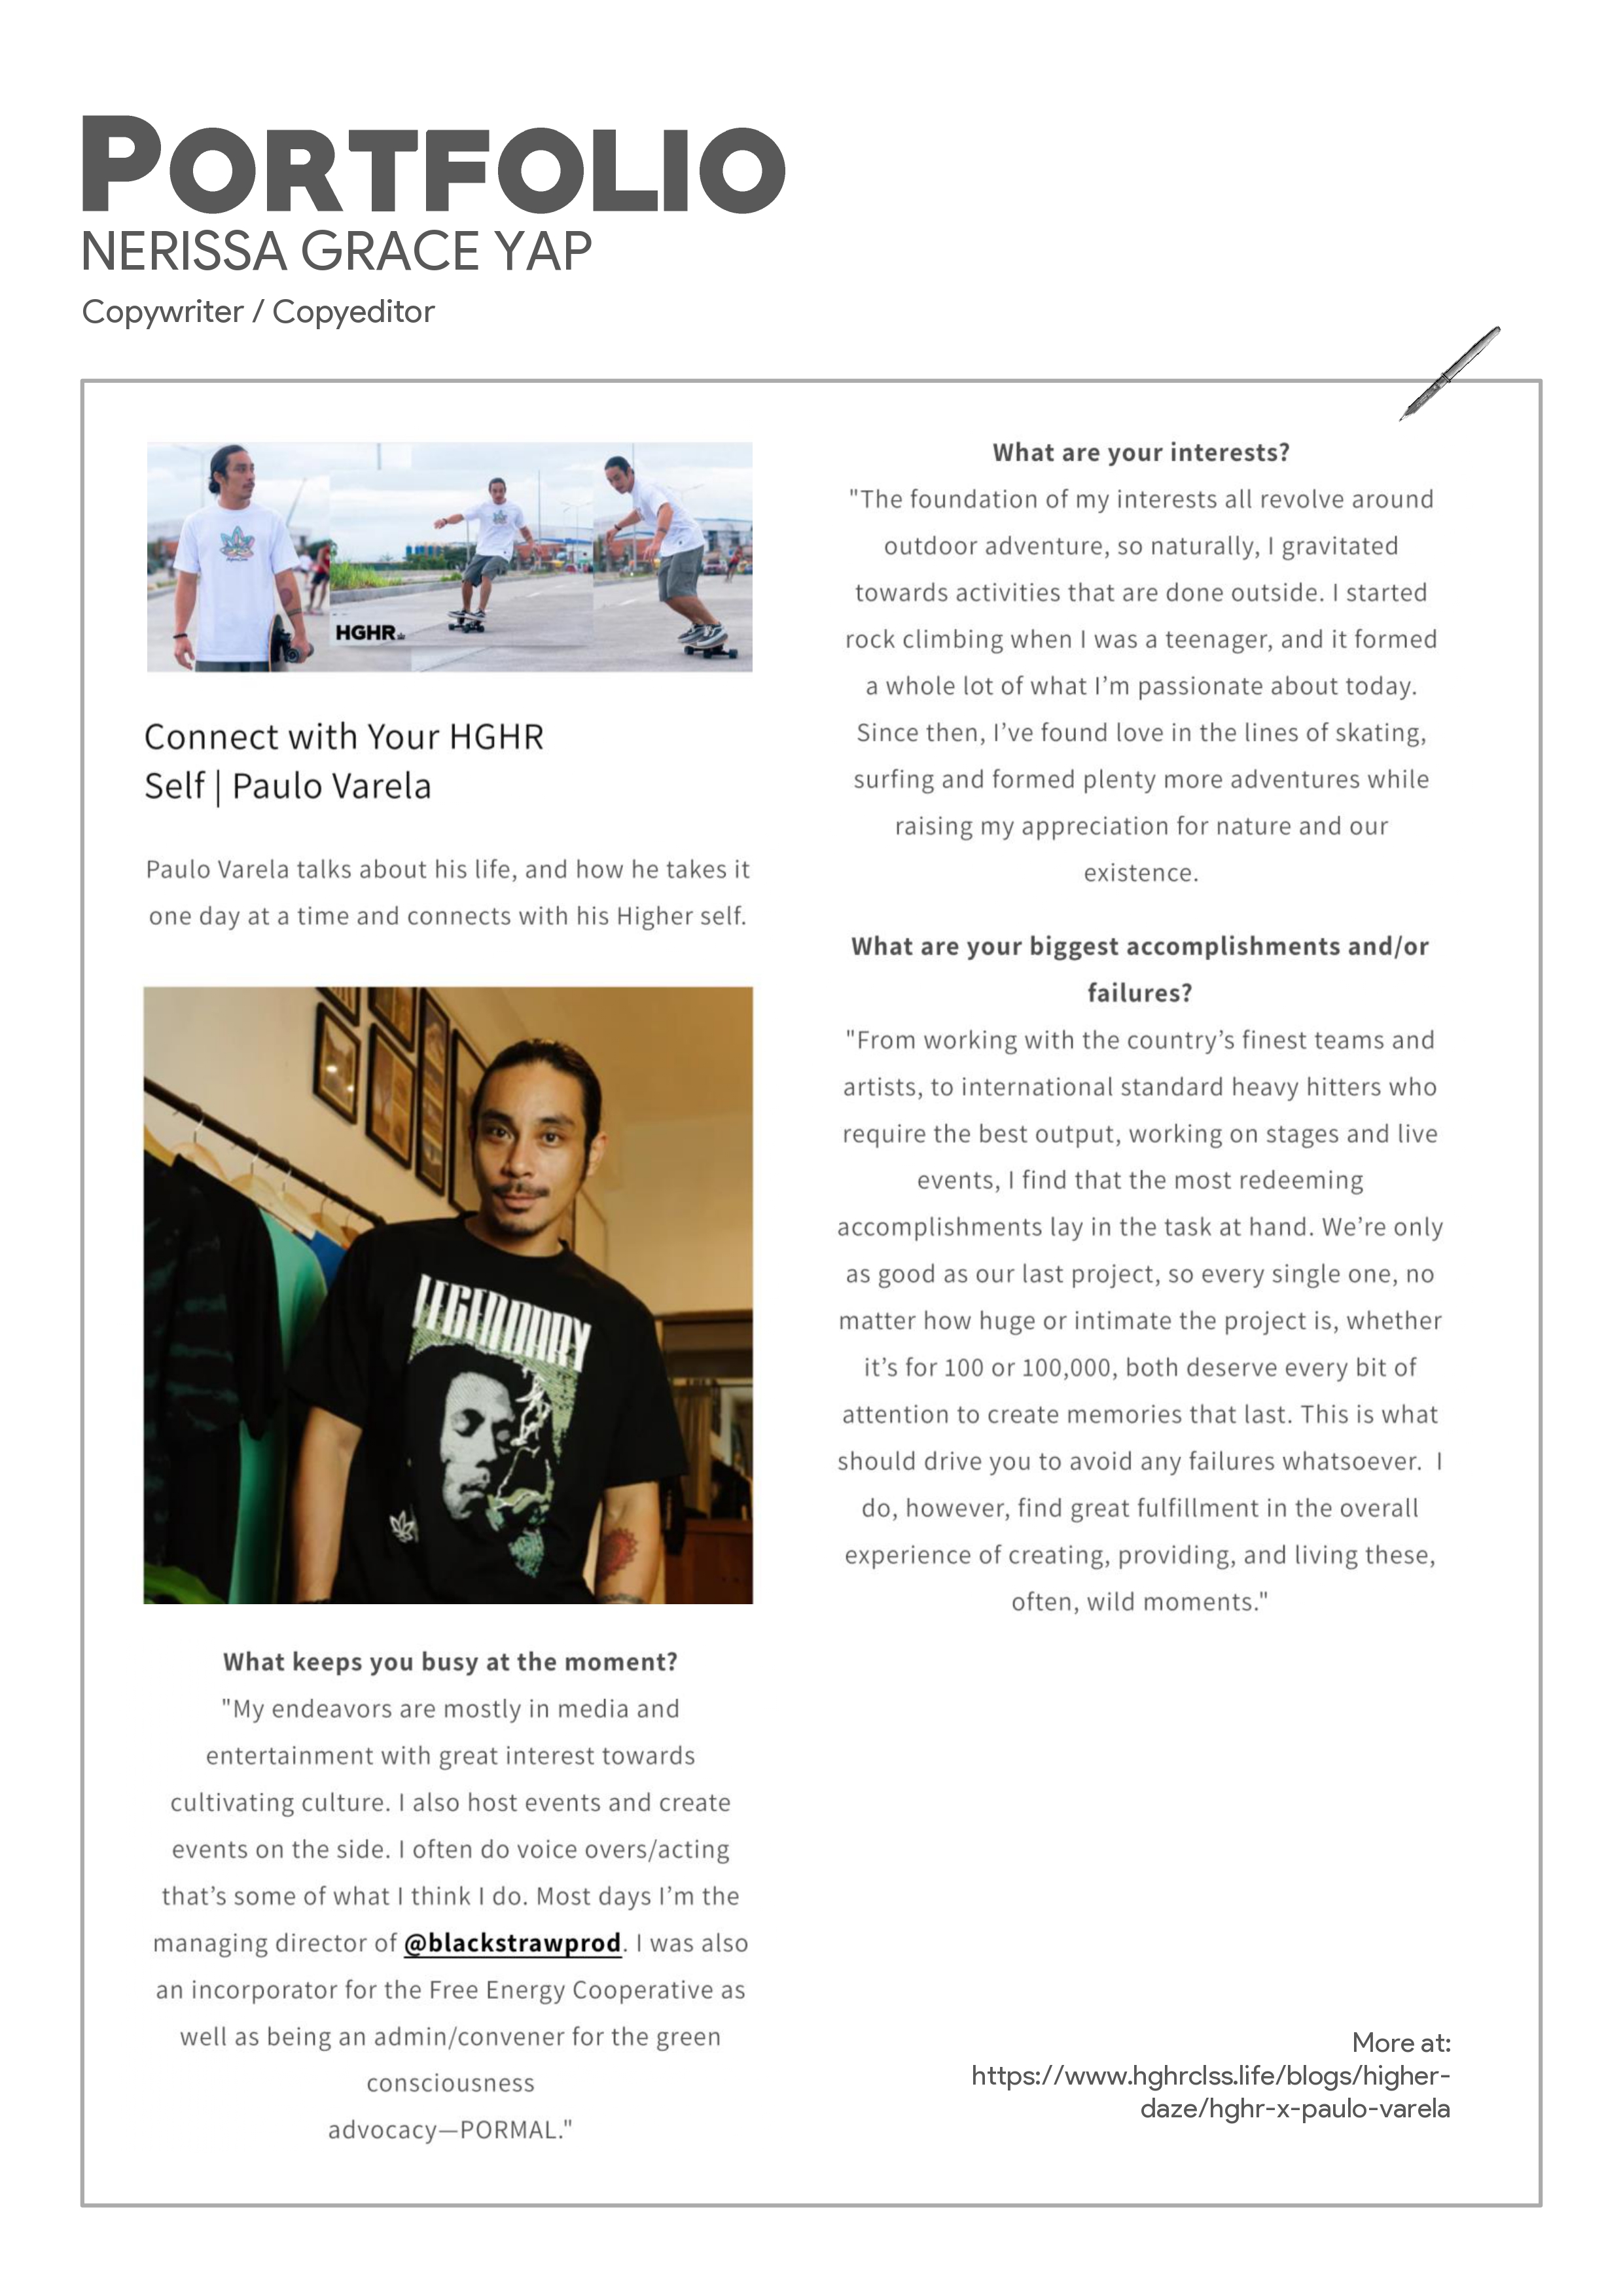 PORTFOLIO
NERISSA GRACE YAP
Copywriter / Copyeditor
HGHR
Connect with Your HGHR
Self | Paulo Varela
Paulo Varela talks about his life, and how he takes it
one day at a time and connects with his Higher self.
LEGENDARY
What keeps you busy at the moment?
"My endeavors are mostly in media and
entertainment with great interest towards
cultivating culture. I also host events and create
events on the side. I often do voice overs/acting
that’s some of what I think I do. Most days I’m the
managing director of @blackstrawprod. I was also
an incorporator for the Free Energy Cooperative as
well as being an admin/convener for the green
consciousness
advocacy—PORMAL."
What are your interests?
"The foundation of my interests all revolve around
outdoor adventure, so naturally, I gravitated
towards activities that are done outside. I started
rock climbing when I was a teenager, and it formed
a whole lot of what I’m passionate about today.
Since then, I’ve found love in the lines of skating,
surfing and formed plenty more adventures while
raising my appreciation for nature and our
existence.
What are your biggest accomplishments and/or
failures?
"From working with the country’s finest teams and
artists, to international standard heavy hitters who
require the best output, working on stages and live
events, I find that the most redeeming
accomplishments lay in the task at hand. We’re only
as good as our last project, so every single one, no
matter how huge or intimate the project is, whether
it’s for 100 or 100,000, both deserve every bit of
attention to create memories that last. This is what
should drive you to avoid any failures whatsoever. I
do, however, find great fulfillment in the overall
experience of creating, providing, and living these,
often, wild moments."
More at:
https://www.hghrclss.life/blogs/higher-
daze/hghr-x-paulo-varela